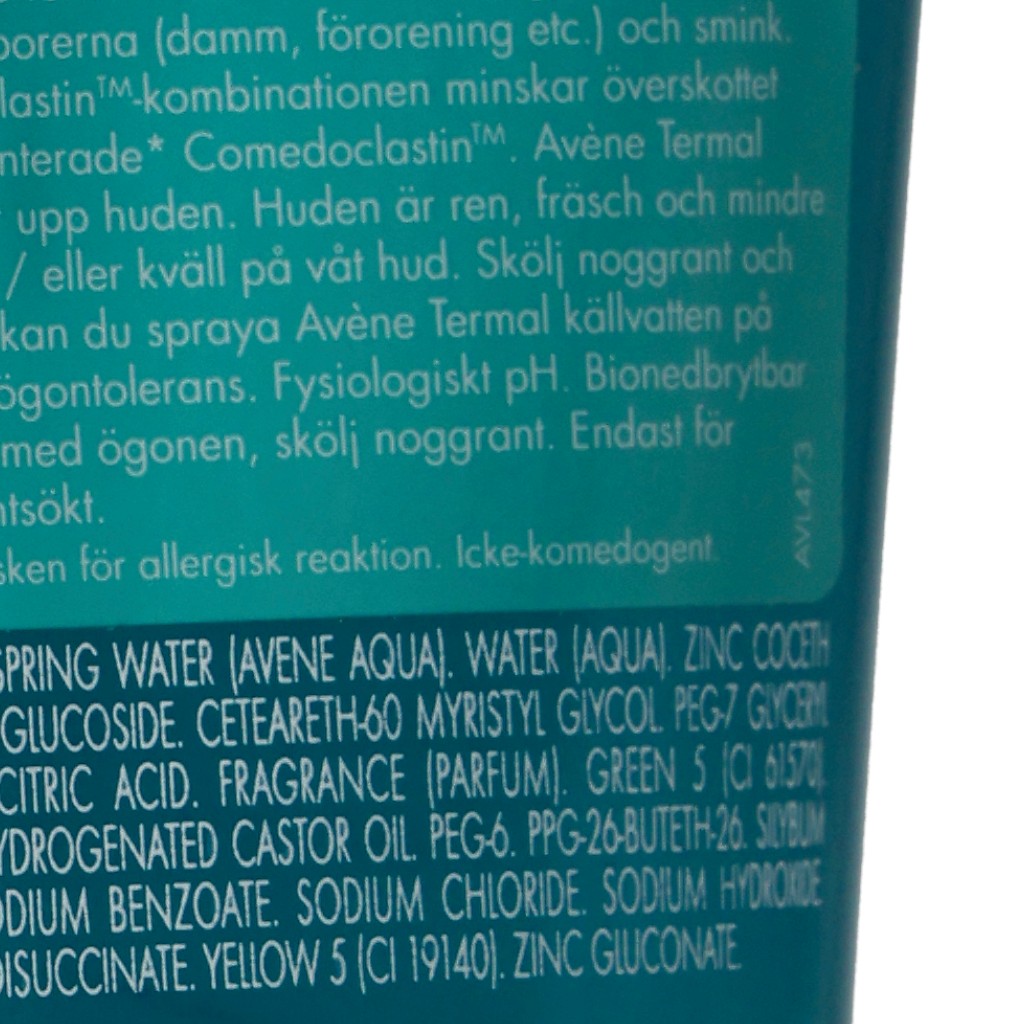 porerna (damm, förorening etc.) och smink.
lastin™-kombinationen minskar överskottet
nterade* Comedoclastin™. Avène Termal
upp huden. Huden är ren, fräsch och mindre
/ eller kväll på våt hud. Skölj noggrant och
kan du spraya Avène Termal källvatten på
ögontolerans. Fysiologiskt pH. Bionedbrytbar
med ögonen, skölj noggrant. Endast för
ntsökt.
sken för allergisk reaktion. Icke-komedogent.
AVL473
SPRING WATER (AVENE AQUA). WATER (AQUA). ZINC COCETH
GLUCOSIDE. CETEARETH-60 MYRISTYL GLYCOL. PEG-7 GLYCERYL
CITRIC ACID. FRAGRANCE (PARFUM). GREEN 5 (CI 61570).
YDROGENATED CASTOR OIL. PEG-6. PPG-26-BUTETH-26. SILYBUM
ODIUM BENZOATE. SODIUM CHLORIDE. SODIUM HYDROXIDE.
DISUCCINATE. YELLOW 5 (CI 19140). ZINC GLUCONATE.